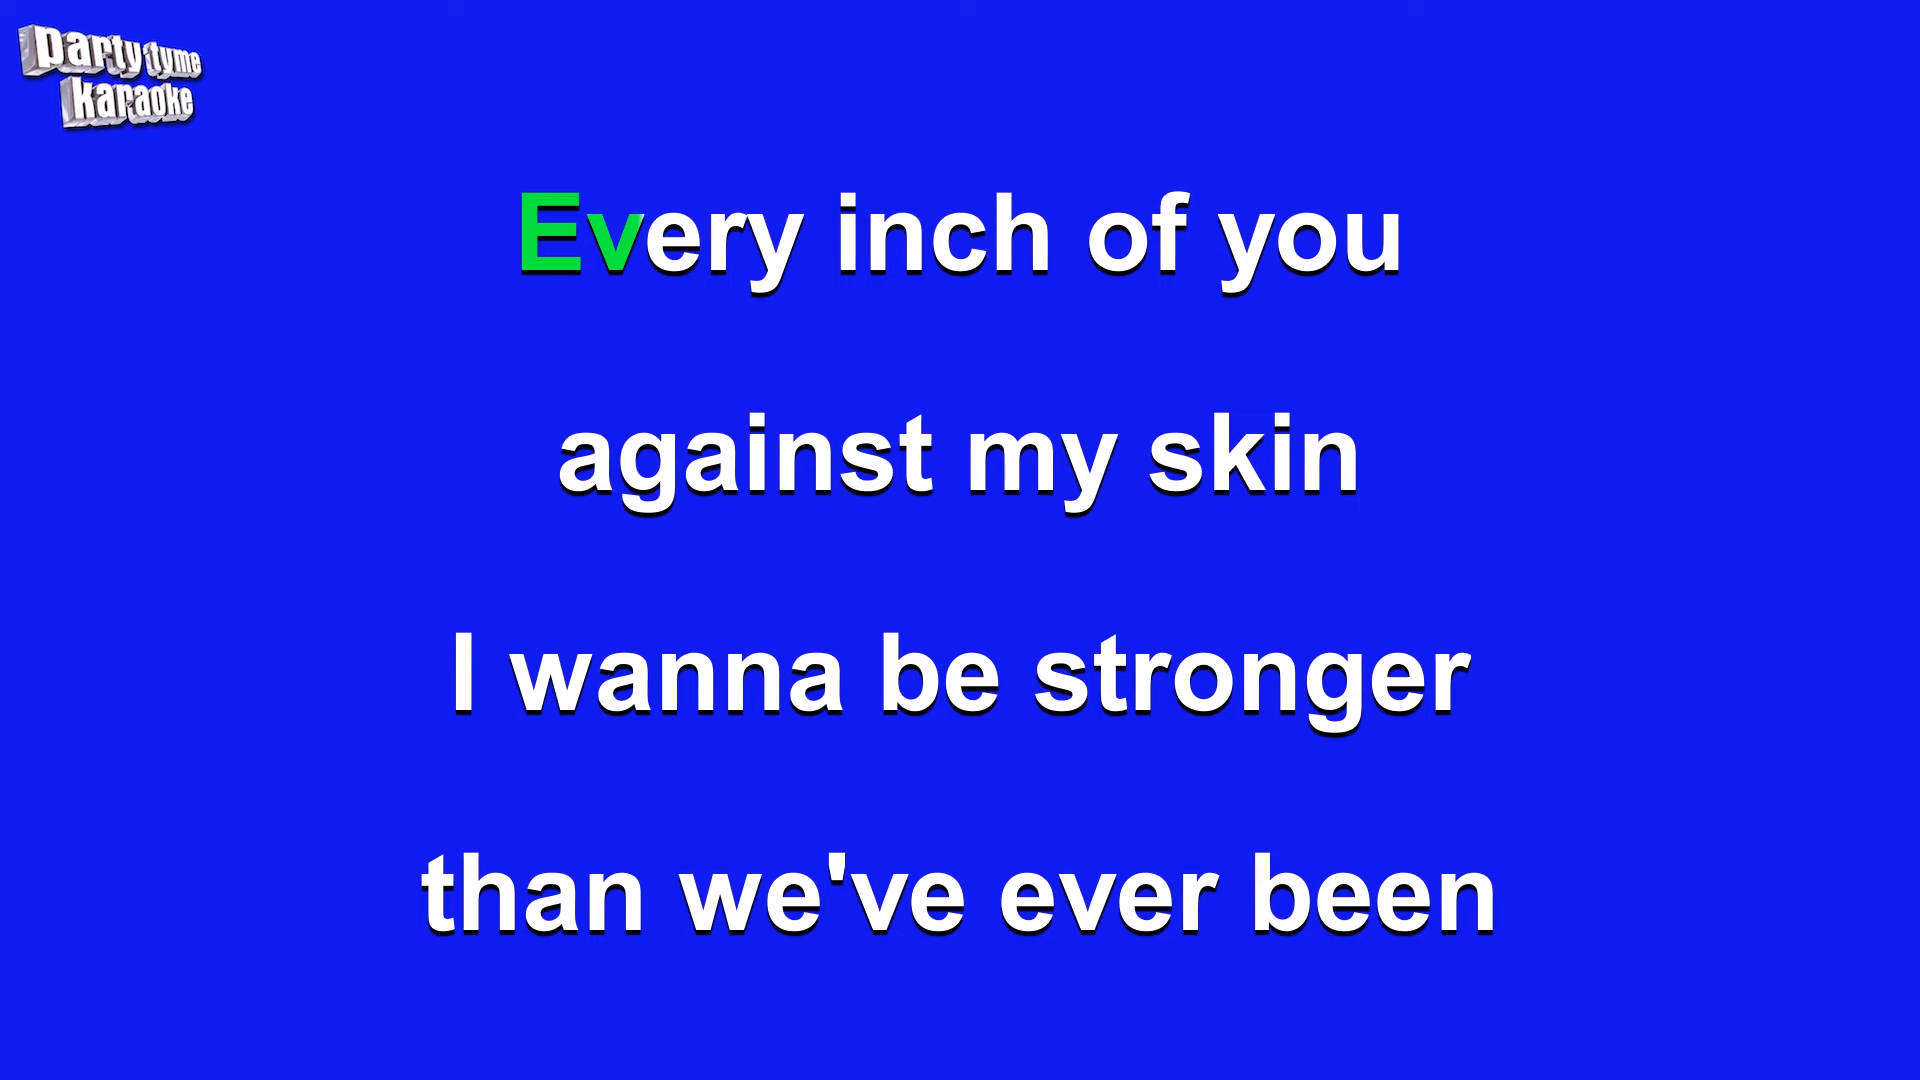 party tyme
karaoke
Every inch of you
against my skin
I wanna be stronger
than we've ever been